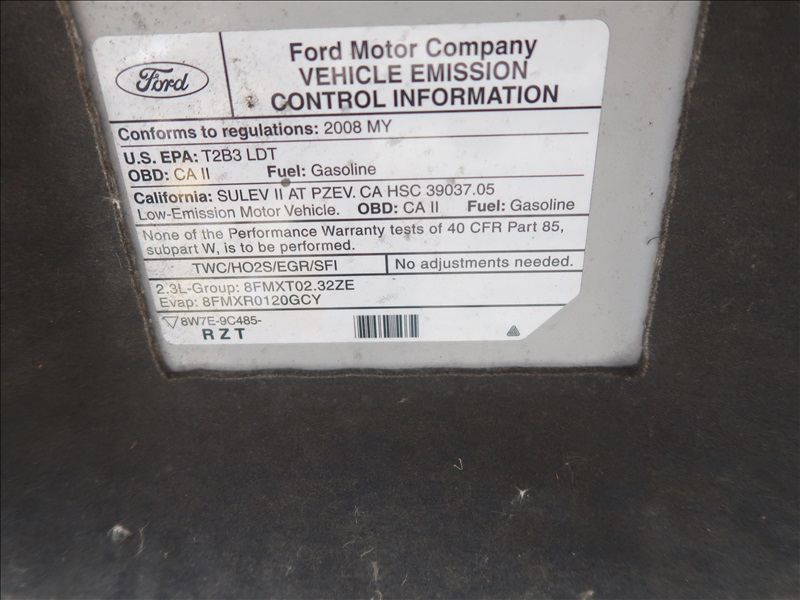 Ford
Ford Motor Company
VEHICLE EMISSION
CONTROL INFORMATION
Conforms to regulations: 2008 MY
U.S. EPA: T2B3 LDT
OBD: CA II Fuel: Gasoline
California: SULEV II AT PZEV. CA HSC 39037.05
Low-Emission Motor Vehicle. OBD: CA II Fuel: Gasoline
None of the Performance Warranty tests of 40 CFR Part 85,
subpart W, is to be performed.
TWC/HO2S/EGR/SFI No adjustments needed.
2.3L-Group: 8FMXT02.32ZE
Evap: 8FMXR0120GCY
8W7E-9C485-
RZT